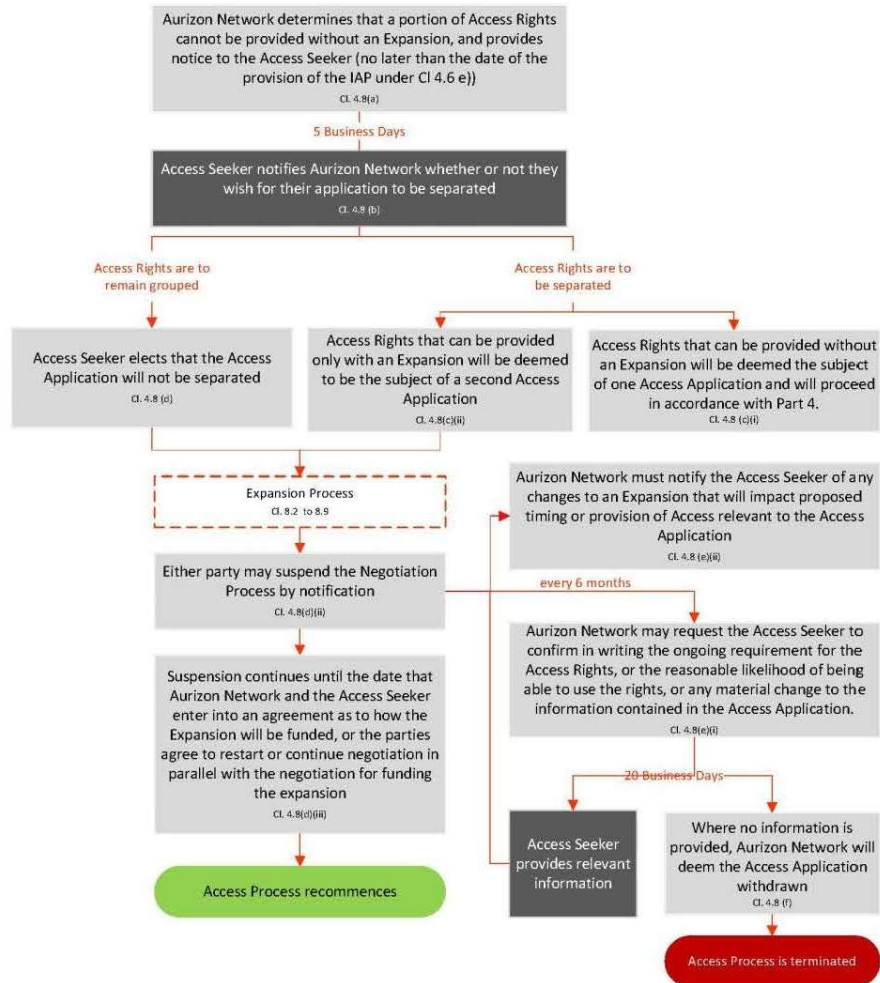 Aurizon Network determines that a portion of Access Rights
cannot be provided without an Expansion, and provides
notice to the Access Seeker (no later than the date of the
provision of the IAP under Cl 4.6 e))
Cl. 4.8(a)
5 Business Days
Access Seeker notifies Aurizon Network whether or not they
wish for their application to be separated
Cl. 4.8 (b)
Access Rights are to
remain grouped
Access Rights are to
be separated
Access Seeker elects that the Access
Application will not be separated
Cl. 4.8 (d)
Access Rights that can be provided
only with an Expansion will be deemed
to be the subject of a second Access
Application
Cl. 4.8(c)(ii)
Access Rights that can be provided without
an Expansion will be deemed the subject
of one Access Application and will proceed
in accordance with Part 4.
Cl. 4.8 (c)(i)
Expansion Process
Cl. 8.2 to 8.9
Aurizon Network must notify the Access Seeker of any
changes to an Expansion that will impact proposed
timing or provision of Access relevant to the Access
Application
Cl. 4.8 (e)(ii)
Either party may suspend the Negotiation
Process by notification
Cl. 4.8(d)(ii)
every 6 months
Aurizon Network may request the Access Seeker to
confirm in writing the ongoing requirement for the
Access Rights, or the reasonable likelihood of being
able to use the rights, or any material change to the
information contained in the Access Application.
Cl. 4.8(e)(i)
Suspension continues until the date that
Aurizon Network and the Access Seeker
enter into an agreement as to how the
Expansion will be funded, or the parties
agree to restart or continue negotiation in
parallel with the negotiation for funding
the expansion
Cl. 4.8(d)(iii)
20 Business Days
Access Seeker
provides relevant
information
Where no information is
provided, Aurizon Network will
deem the Access Application
withdrawn
Cl. 4.8 (f)
Access Process recommences
Access Process is terminated